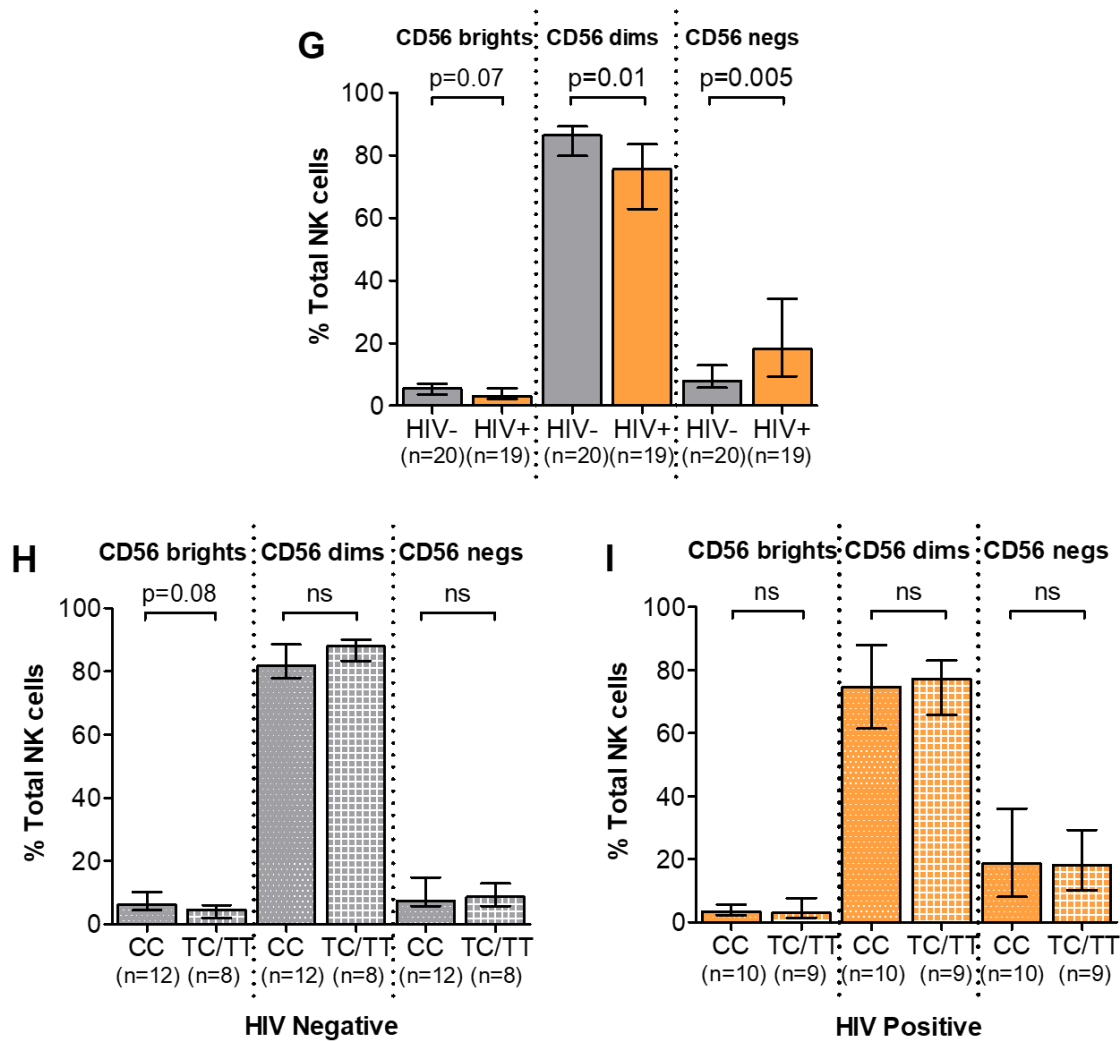 G
CD56 brights CD56 dims CD56 negs
p=0.07 p=0.01 p=0.005
% Total NK cells
100
80
60
40
20
0
HIV- HIV+ HIV- HIV+ HIV- HIV+
(n=20) (n=19) (n=20) (n=19) (n=20) (n=19)
H
CD56 brights CD56 dims CD56 negs
p=0.08 ns ns
% Total NK cells
100
80
60
40
20
0
CC TC/TT CC TC/TT CC TC/TT
(n=12) (n=8) (n=12) (n=8) (n=12) (n=8)
HIV Negative
I
CD56 brights CD56 dims CD56 negs
ns ns ns
% Total NK cells
100
80
60
40
20
0
CC TC/TT CC TC/TT CC TC/TT
(n=10) (n=9) (n=10) (n=9) (n=10) (n=9)
HIV Positive